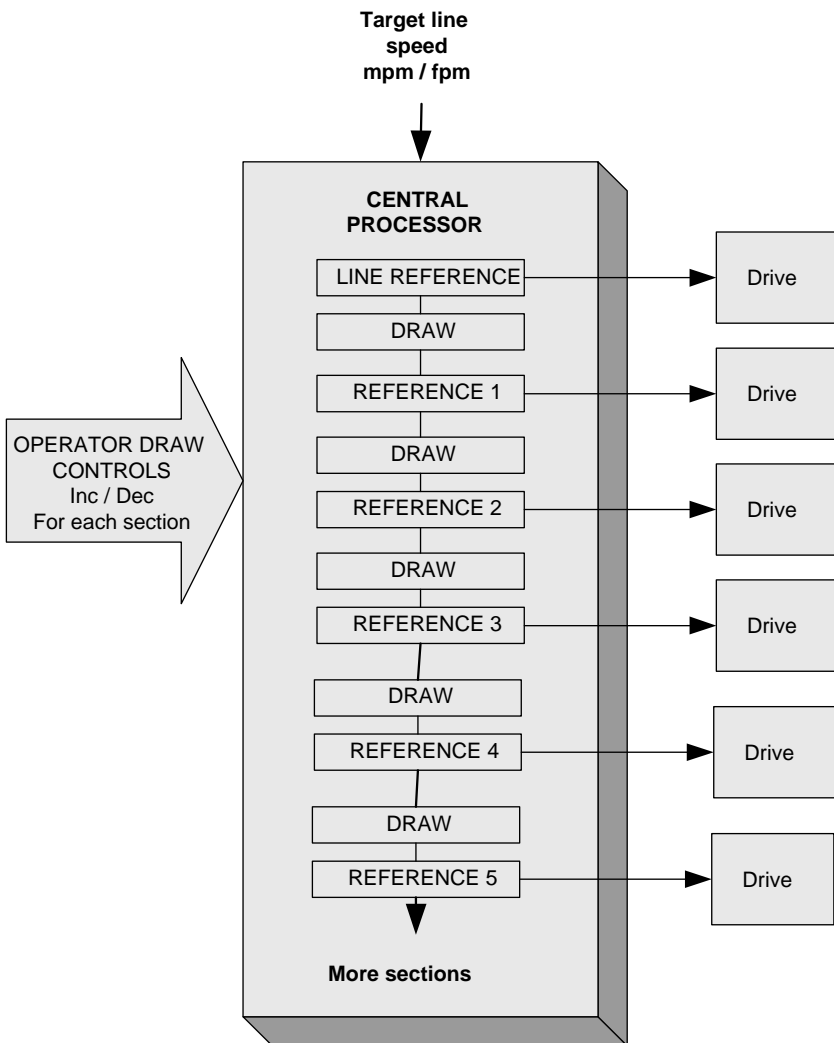 Target line
speed
mpm / fpm
CENTRAL
PROCESSOR
LINE REFERENCE
Drive
DRAW
REFERENCE 1
Drive
OPERATOR DRAW
CONTROLS
Inc / Dec
For each section
DRAW
REFERENCE 2
Drive
DRAW
REFERENCE 3
Drive
DRAW
REFERENCE 4
Drive
DRAW
REFERENCE 5
Drive
More sections